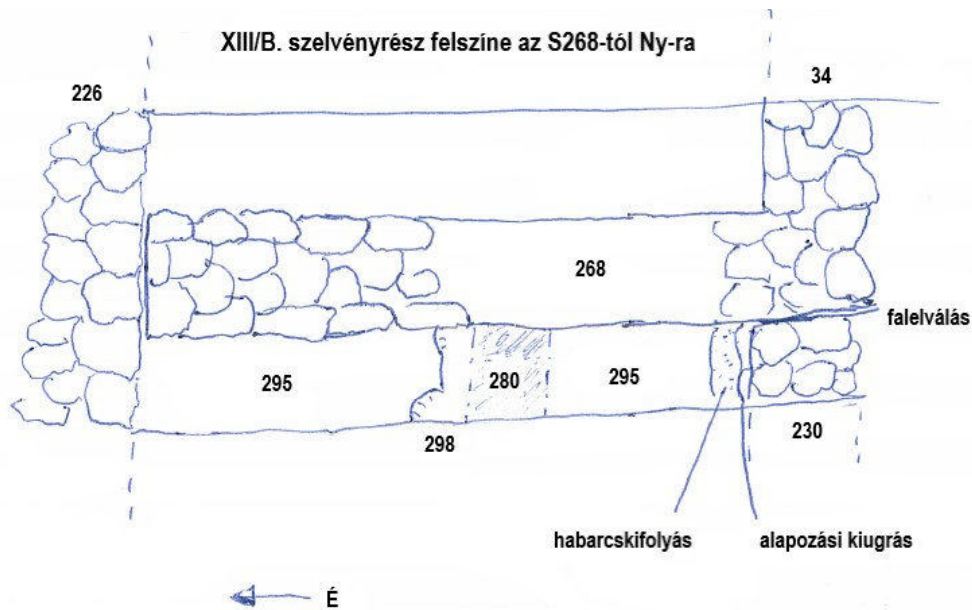 XIII/B. szelvényrész felszíne az S268-tól Ny-ra
226
34
268
falelválás
295
280
295
298
230
habarcskifolyás
alapozási kiugrás
É